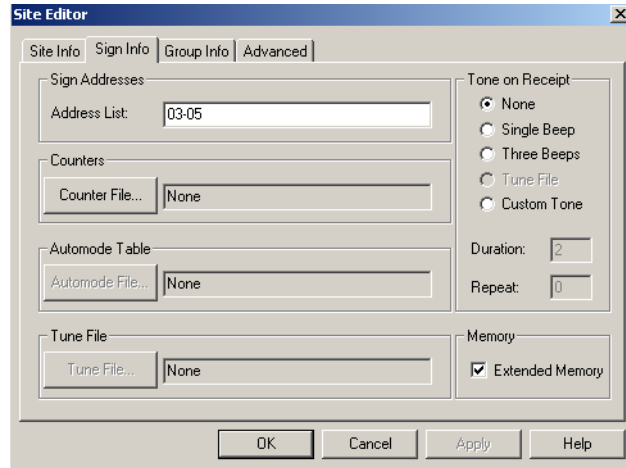 Site Editor
Site Info Sign Info Group Info Advanced
Sign Addresses
Address List: 03-05
Counters
Counter File... None
Automode Table
Automode File... None
Tune File
Tune File... None
Tone on Receipt
None
Single Beep
Three Beeps
Tune File
Custom Tone
Duration: 2
Repeat: 0
Memory
Extended Memory
OK Cancel Apply Help